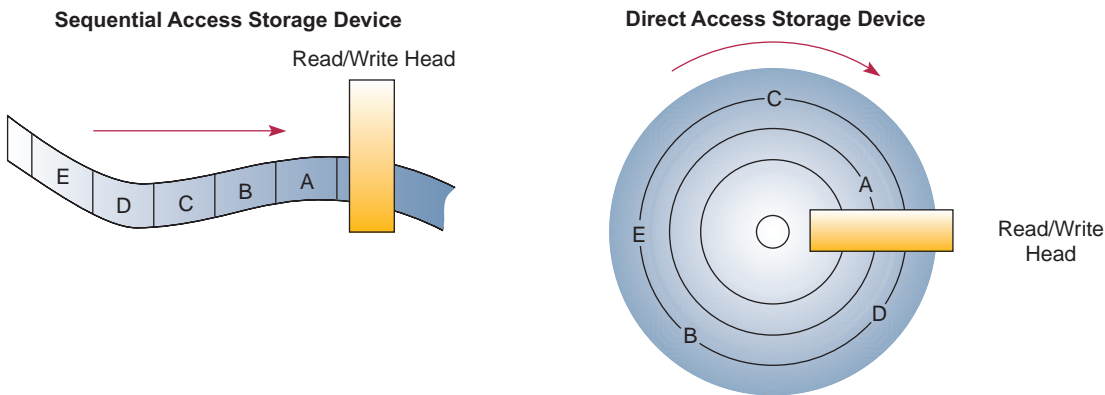 Sequential Access Storage Device
Read/Write Head
E
D
C
B
A
Direct Access Storage Device
C
A
E
Read/Write
Head
D
B